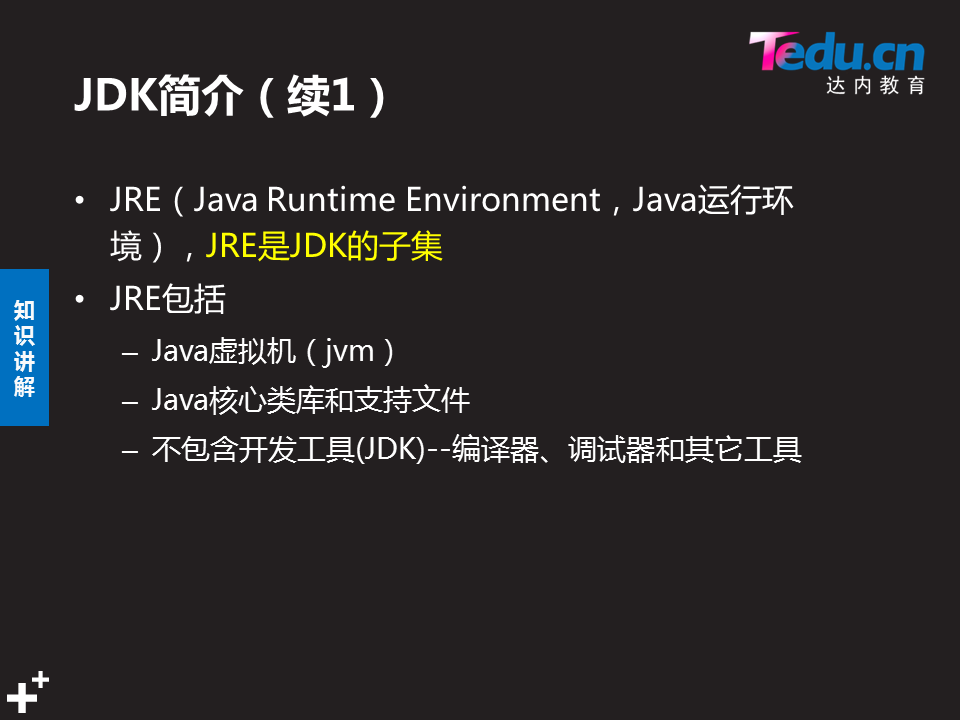 Tedu.cn
达内教育
JDK简介（续1）
• JRE（Java Runtime Environment，Java运行环
境），JRE是JDK的子集
• JRE包括
– Java虚拟机（jvm）
– Java核心类库和支持文件
– 不包含开发工具(JDK)--编译器、调试器和其它工具
知
识
讲
解